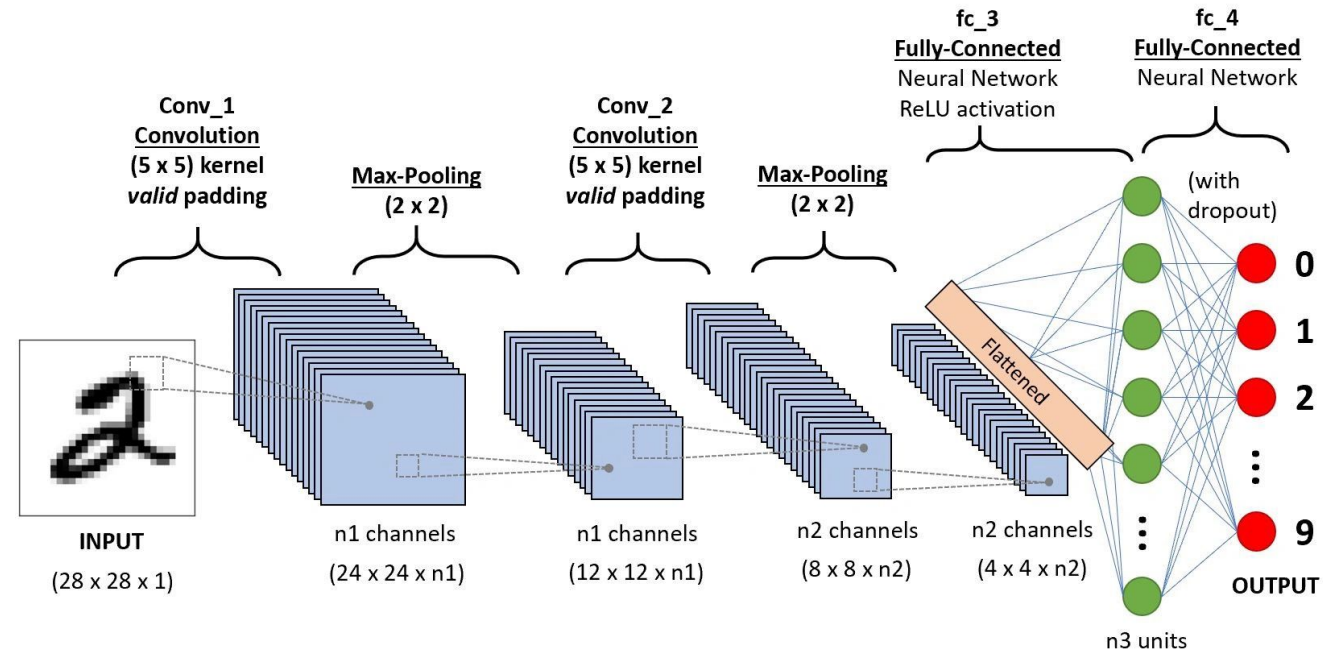 Conv_1
Convolution
(5 x 5) kernel
valid padding
Max-Pooling
(2 x 2)
Conv_2
Convolution
(5 x 5) kernel
valid padding
Max-Pooling
(2 x 2)
fc_3
Fully-Connected
Neural Network
ReLU activation
fc_4
Fully-Connected
Neural Network
(with
dropout)
Flattened
0
1
2
9
OUTPUT
2
INPUT
(28 x 28 x 1)
n1 channels
(24 x 24 x n1)
n1 channels
(12 x 12 x n1)
n2 channels
(8 x 8 x n2)
n2 channels
(4 x 4 x n2)
n3 units